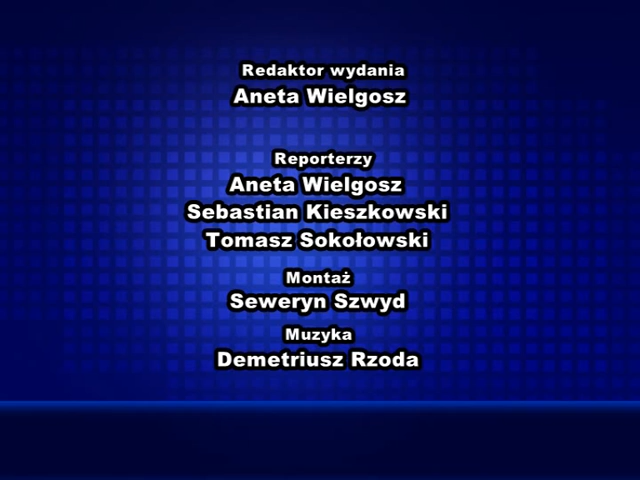 Redaktor wydania
Aneta Wielgosz
Reporterzy
Aneta Wielgosz
Sebastian Kieszkowski
Tomasz Sokołowski
Montaż
Seweryn Szwyd
Muzyka
Demetriusz Rzoda